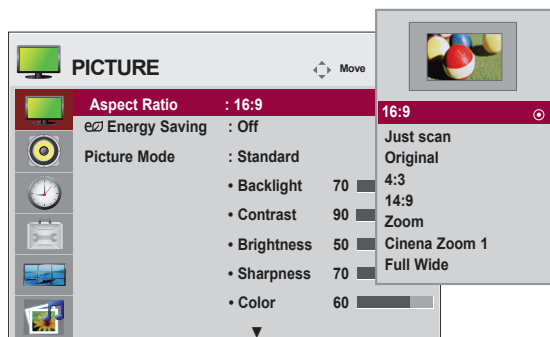 PICTURE
Move
Aspect Ratio : 16:9
Energy Saving : Off
Picture Mode : Standard
• Backlight 70
• Contrast 90
• Brightness 50
• Sharpness 70
• Color 60
16:9
Just scan
Original
4:3
14:9
Zoom
Cinena Zoom 1
Full Wide